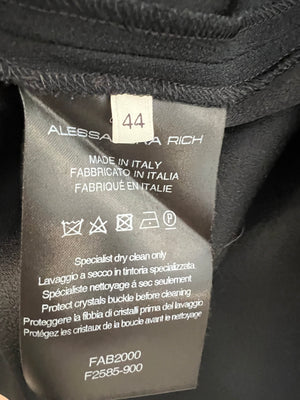 44
ALESSANDRA RICH
MADE IN ITALY
FABBRICATO IN ITALIA
FABRIQUÉ EN ITALIE
Specialist dry clean only
Lavaggio a secco in tintoria specializzata
Spécialiste nettoyage á sec seulement
Protect crystals buckle before cleaning
Proteggere la fibbia di cristalli prima del lavaggio
Protégez les cristaux de la boucle avant le nettoyage
FAB2000
F2585-900